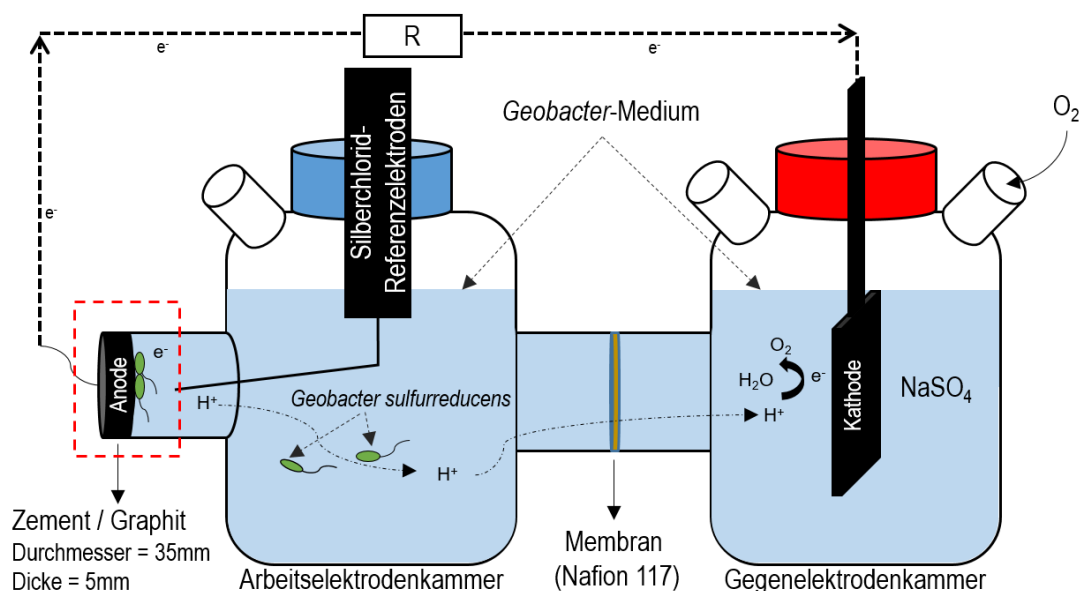 R
e-
e-
e-
Silberchlorid-
Referenzelektroden
Geobacter-Medium
O2
Anode
e-
H+
Geobacter sulfurreducens
H+
O2
H2O
e-
H+
Kathode
NaSO4
Zement / Graphit
Durchmesser = 35mm
Dicke = 5mm
Arbeitselektrodenkammer
Membran
(Nafion 117)
Gegenelektrodenkammer